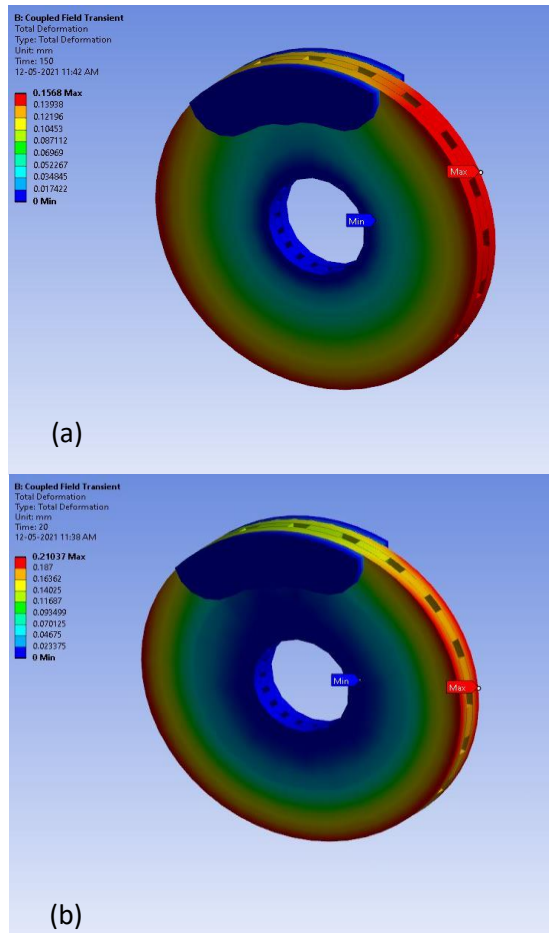 B: Coupled Field Transient
Total Deformation
Type: Total Deformation
Unit: mm
Time: 150
12-05-2021 11:42 AM
0.1568 Max
0.13938
0.12196
0.10453
0.087112
0.06969
0.052267
0.034845
0.017422
0 Min
Max
Min
(a)
B: Coupled Field Transient
Total Deformation
Type: Total Deformation
Unit: mm
Time: 20
12-05-2021 11:38 AM
0.21037 Max
0.187
0.16362
0.14025
0.11687
0.093499
0.070125
0.04675
0.023375
0 Min
Min
Max
(b)